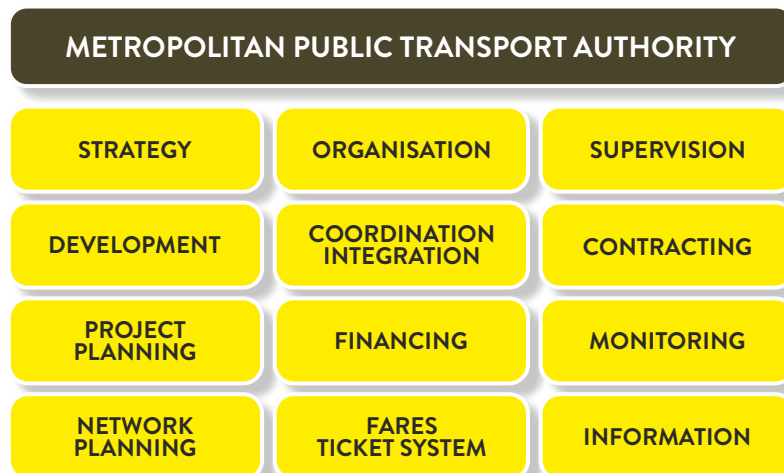 METROPOLITAN PUBLIC TRANSPORT AUTHORITY
STRATEGY
ORGANISATION
SUPERVISION
DEVELOPMENT
COORDINATION
INTEGRATION
CONTRACTING
PROJECT
PLANNING
FINANCING
MONITORING
NETWORK
PLANNING
FARES
TICKET SYSTEM
INFORMATION